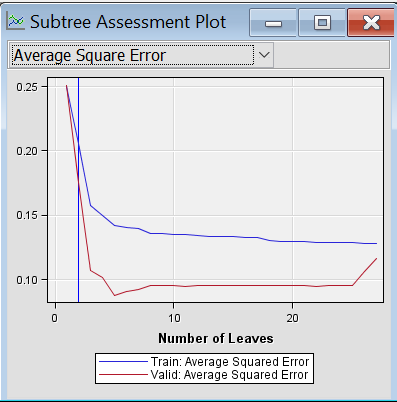 Subtree Assessment Plot
Average Square Error
0.25
0.20
0.15
0.10
0 10 20
Number of Leaves
Train: Average Squared Error
Valid: Average Squared Error